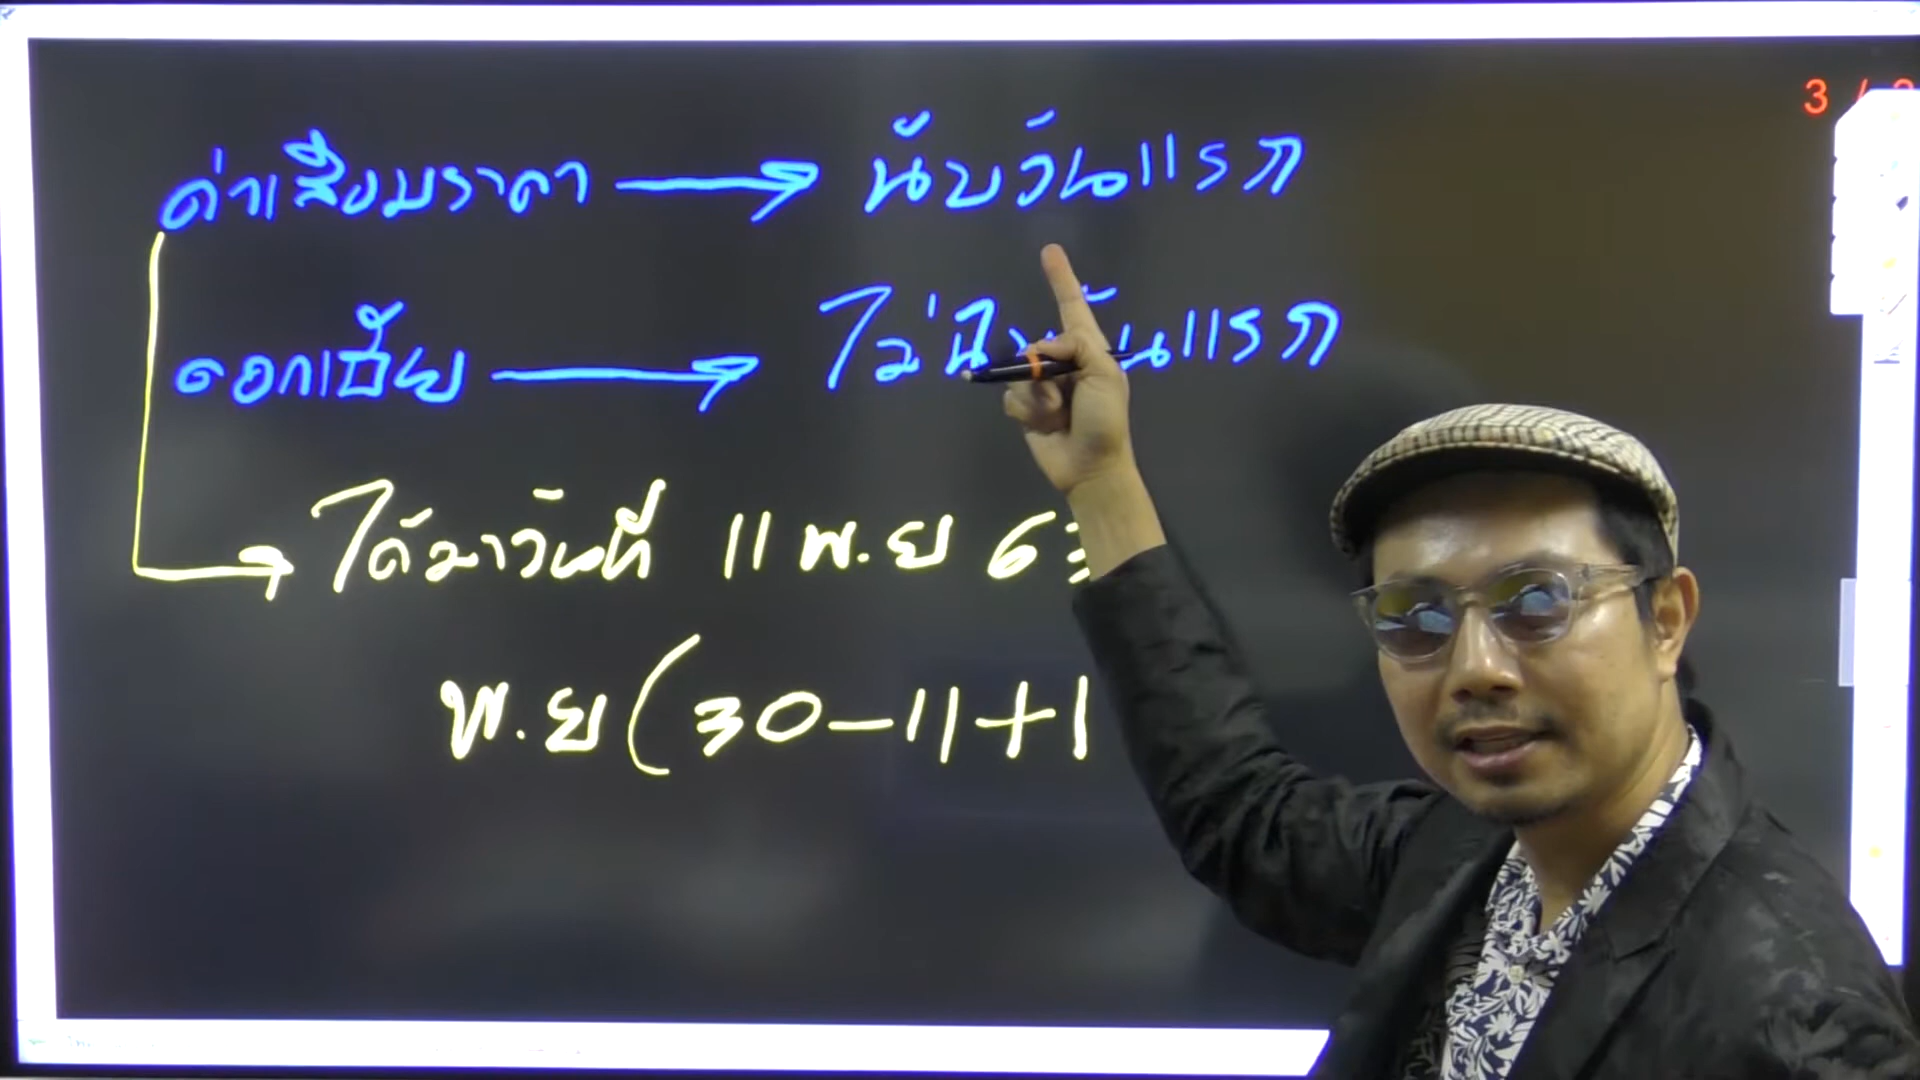 3 /
ค่าเสื่อมราคา → นับวันแรก
ดอกเบี้ย → ไม่นับวันแรก
→ ได้มาวันที่ 11 พ.ย 63
พ.ย (30-11+1